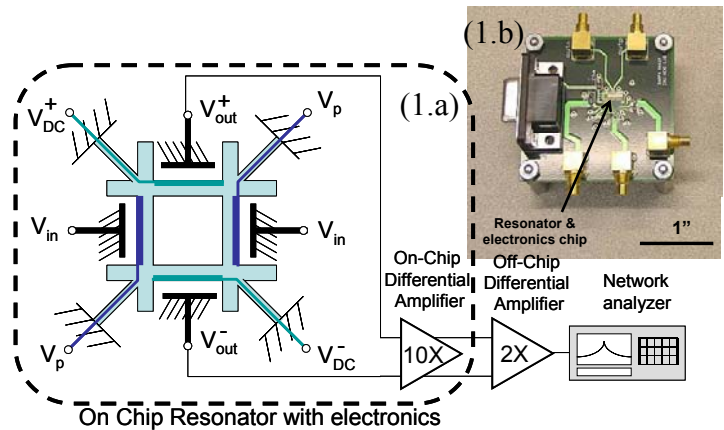 (1.b)
(1.a)
V+DC
V+out
Vp
Vin
Vin
Vp
V-out
V-DC
Resonator &
electronics chip
1”
On-Chip
Differential
Amplifier
Off-Chip
Differential
Amplifier
Network
analyzer
10X
2X
On Chip Resonator with electronics